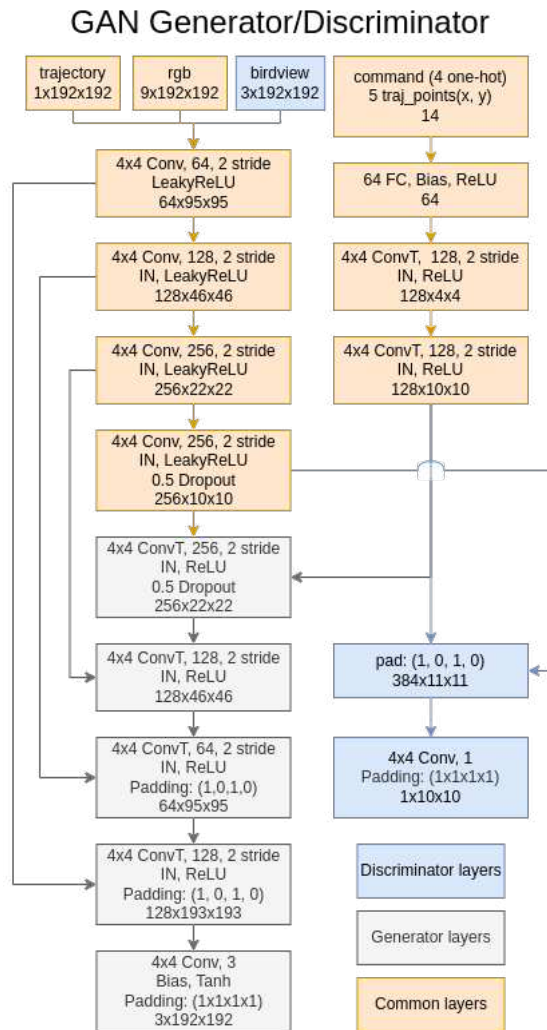 GAN Generator/Discriminator
trajectory
1x192x192
rgb
9x192x192
birdview
3x192x192
command (4 one-hot)
5 traj_points(x, y)
14
4x4 Conv, 64, 2 stride
LeakyReLU
64x95x95
64 FC, Bias, ReLU
64
4x4 Conv, 128, 2 stride
IN, LeakyReLU
128x46x46
4x4 ConvT, 128, 2 stride
IN, ReLU
128x4x4
4x4 Conv, 256, 2 stride
IN, LeakyReLU
256x22x22
4x4 ConvT, 128, 2 stride
IN, ReLU
128x10x10
4x4 Conv, 256, 2 stride
IN, LeakyReLU
0.5 Dropout
256x10x10
4x4 ConvT, 256, 2 stride
IN, ReLU
0.5 Dropout
256x22x22
4x4 ConvT, 128, 2 stride
IN, ReLU
128x46x46
pad: (1, 0, 1, 0)
384x11x11
4x4 ConvT, 64, 2 stride
IN, ReLU
Padding: (1,0,1,0)
64x95x95
4x4 Conv, 1
Padding: (1x1x1x1)
1x10x10
4x4 ConvT, 128, 2 stride
IN, ReLU
Padding: (1, 0, 1, 0)
128x193x193
4x4 Conv, 3
Bias, Tanh
Padding: (1x1x1x1)
3x192x192
Discriminator layers
Generator layers
Common layers